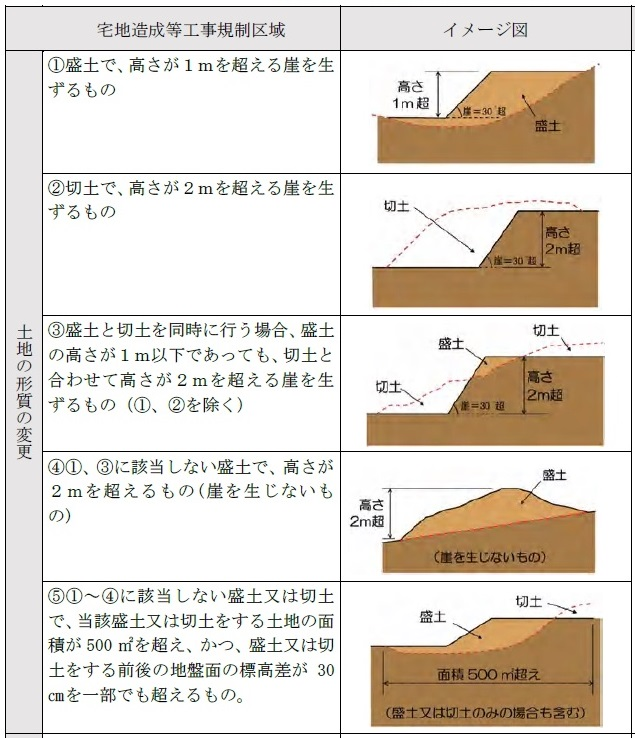 宅地造成等工事規制区域
イメージ図
土地の形質の変更
①盛土で、高さが１ｍを超える崖を生
ずるもの
高さ
1m超
崖＝30°超
盛土
②切土で、高さが２ｍを超える崖を生
ずるもの
切土
高さ
2m超
崖＝30°超
③盛土と切土を同時に行う場合、盛土
の高さが１ｍ以下であっても、切土と
合わせて高さが２ｍを超える崖を生
ずるもの（①、②を除く）
切土
盛土
切土
高さ
2m超
崖＝30°超
④①、③に該当しない盛土で、高さが
２ｍを超えるもの(崖を生じないも
の)
盛土
高さ
2m超
(崖を生じないもの)
⑤①～④に該当しない盛土又は切土
で、当該盛土又は切土をする土地の面
積が 500 ㎡を超え、かつ、盛土又は切
土をする前後の地盤面の標高差が 30
㎝を一部でも超えるもの。
切土
盛土
面積500㎡超え
(盛土又は切土のみの場合も含む)